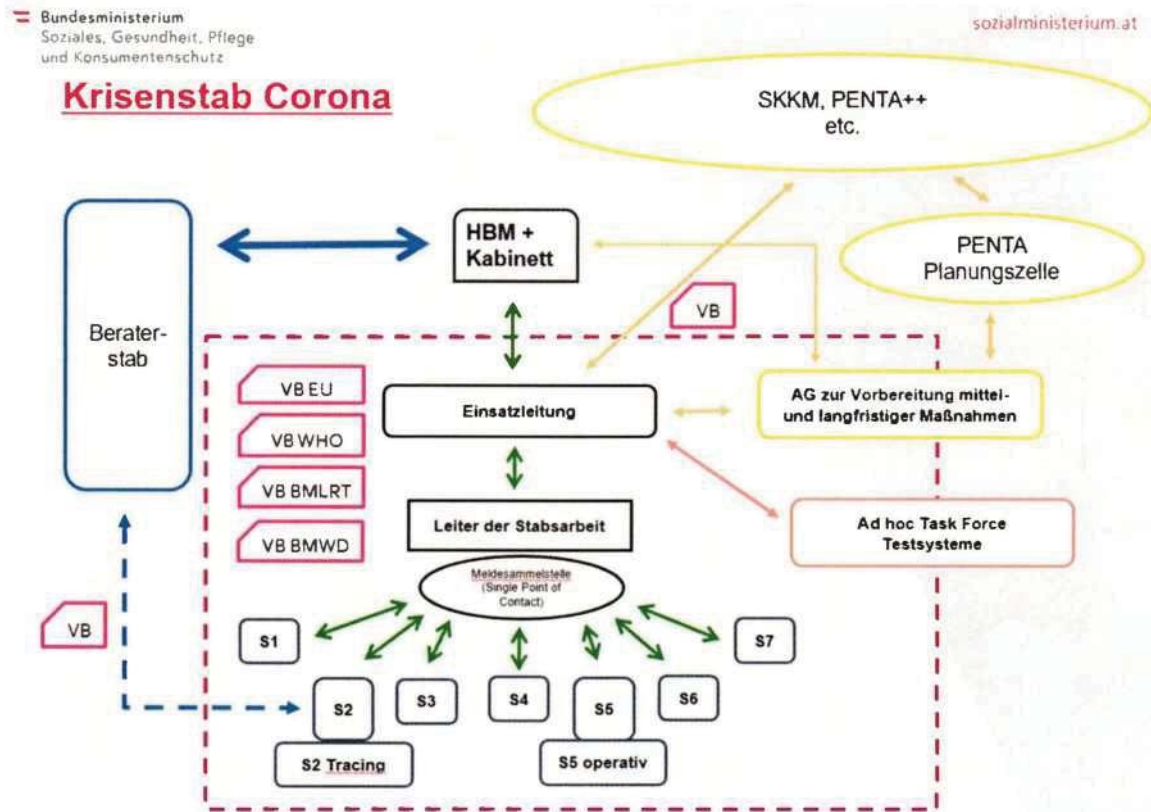 Bundesministerium
Soziales, Gesundheit, Pflege
und Konsumentenschutz
sozialministerium.at
Krisenstab Corona
SKKM, PENTA++
etc.
HBM +
Kabinett
PENTA
Planungszelle
VB
Berater-
stab
VB EU
Einsatzleitung
AG zur Vorbereitung mittel-
und langfristiger Maßnahmen
VB WHO
VB BMLRT
Leiter der Stabsarbeit
Ad hoc Task Force
Testsysteme
VB BMWD
Meldesammelstelle
(Single Point of
Contact)
VB
S1
S7
S2
S3
S4
S5
S6
S2 Tracing
S5 operativ